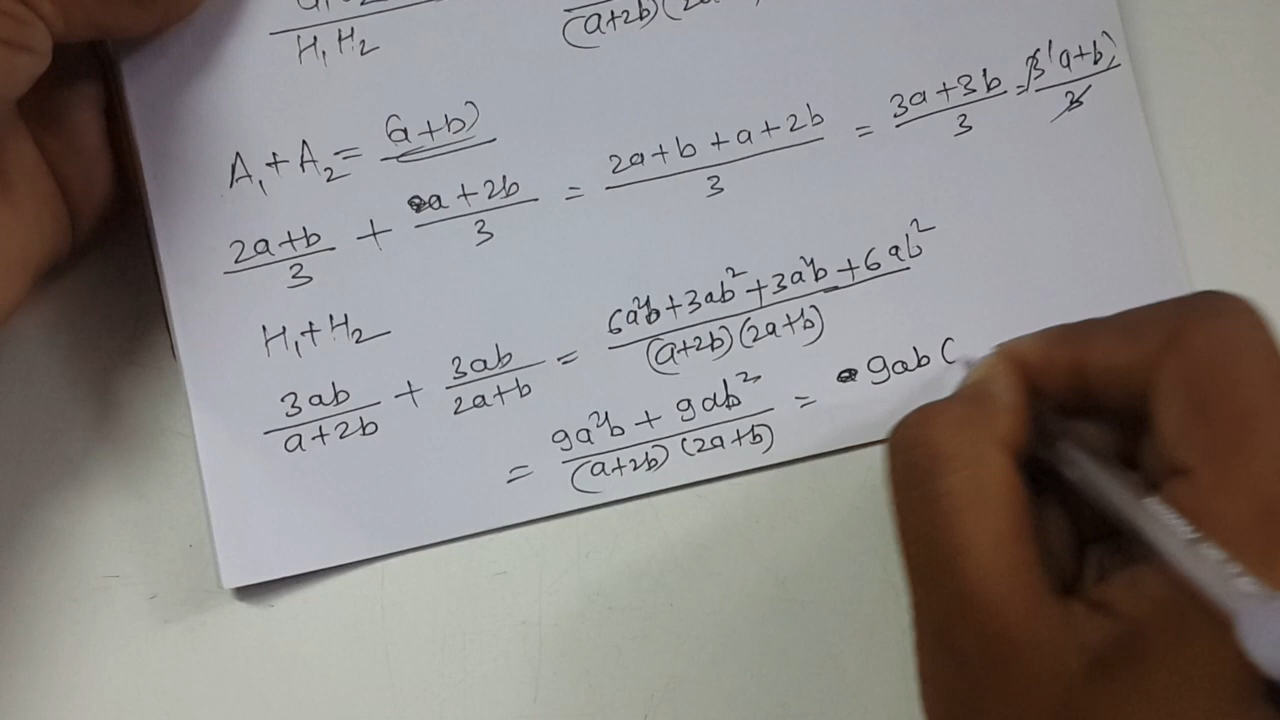 H₁H₂ (a+2b)(2a
A₁+A₂= (a+b)
2a+b/3 + a+2b/3 = 2a+b+a+2b/3 = 3a+3b/3 = 3(a+b)/3
H₁+H₂
3ab/a+2b + 3ab/2a+b = 6a²b+3ab²+3a²b+6ab²/(a+2b)(2a+b)
= 9a²b+9ab²/(a+2b)(2a+b) = 9ab(